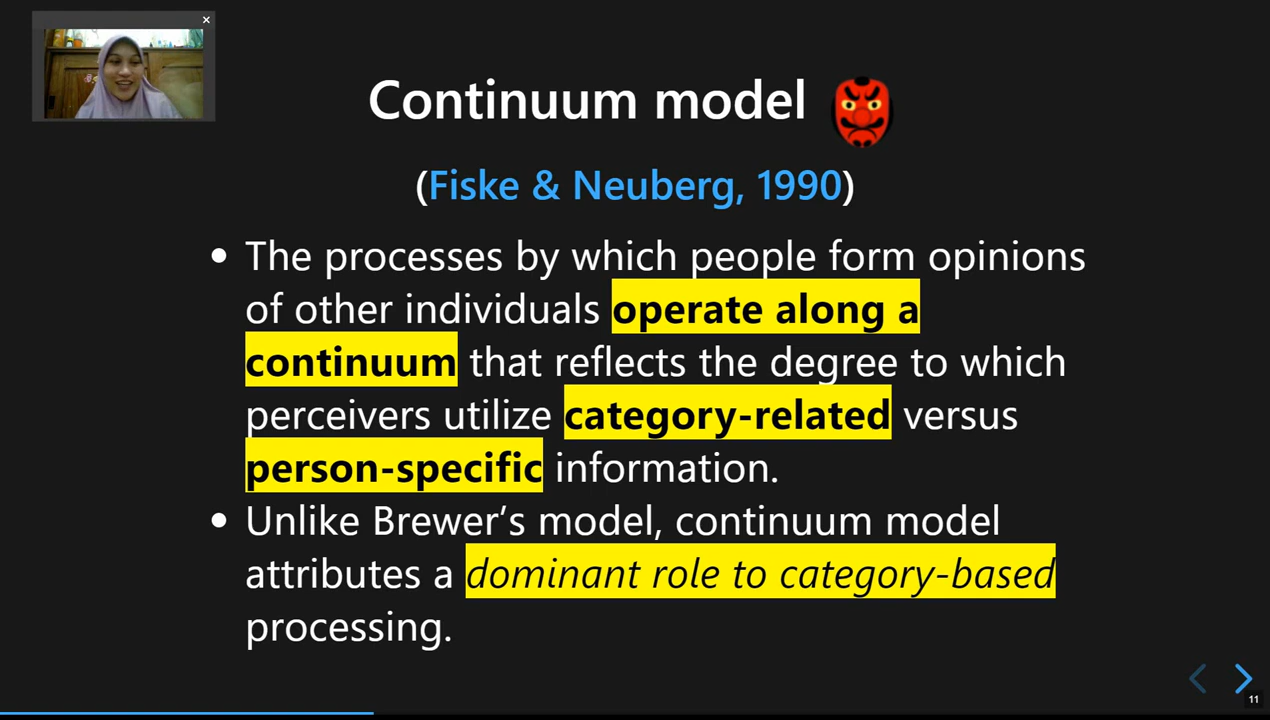 Continuum model
(Fiske & Neuberg, 1990)
• The processes by which people form opinions
of other individuals operate along a
continuum that reflects the degree to which
perceivers utilize category-related versus
person-specific information.
• Unlike Brewer’s model, continuum model
attributes a dominant role to category-based
processing.
11